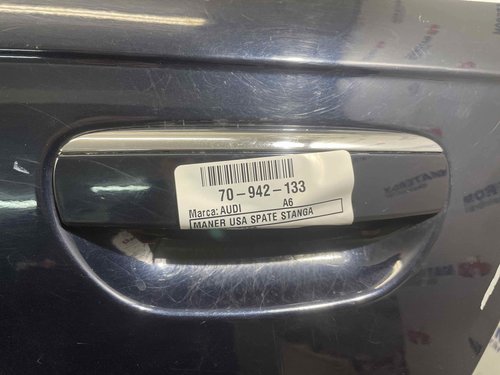 70-942-133
Marca: AUDI A6
MANER USA SPATE STANGA